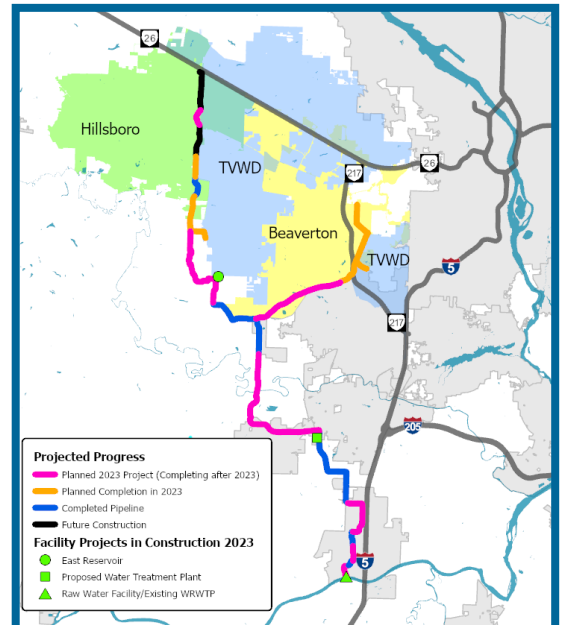 26
Hillsboro
TVWD
217
26
Beaverton
TVWD
5
217
205
Projected Progress
Planned 2023 Project (Completing after 2023)
Planned Completion in 2023
Completed Pipeline
Future Construction
Facility Projects in Construction 2023
East Reservoir
Proposed Water Treatment Plant
Raw Water Facility/Existing WRWTP
5